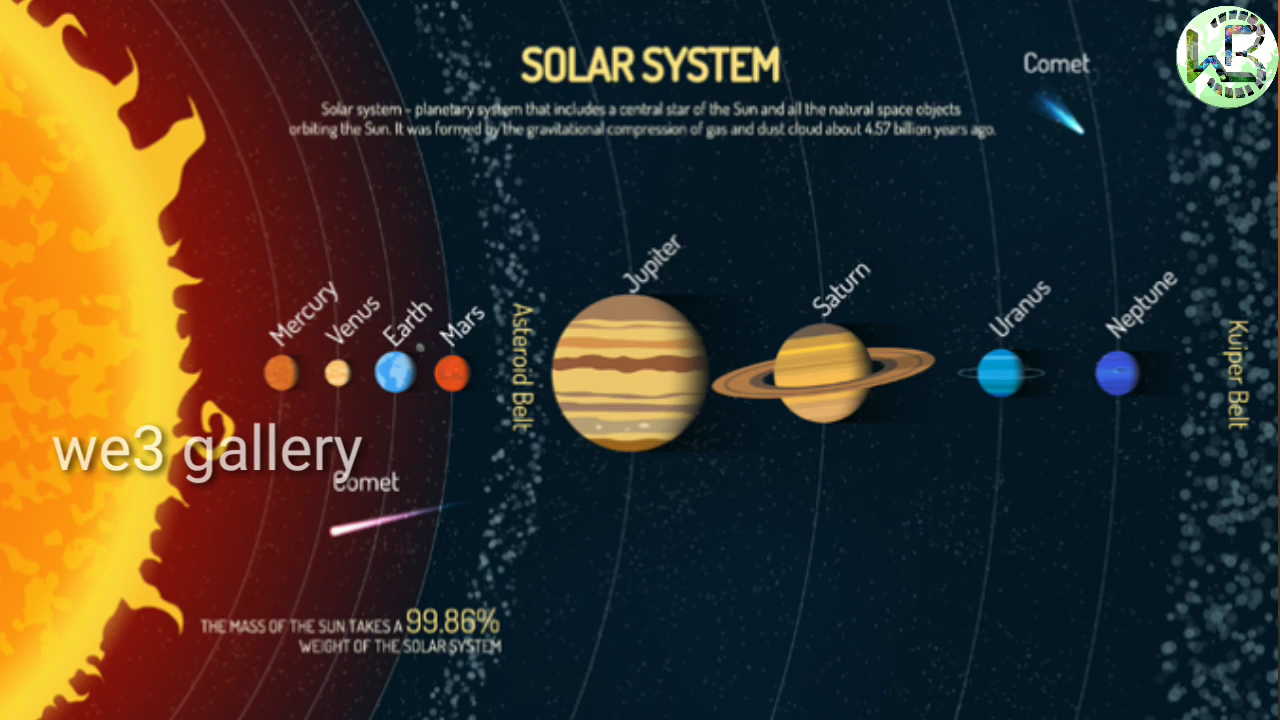 SOLAR SYSTEM
Comet
Solar system - planetary system that includes a central star of the Sun and all the natural space objects
orbiting the Sun. It was formed by the gravitational compression of gas and dust cloud about 4.57 billion years ago.
Mercury
Venus
Earth
Mars
Asteroid Belt
Jupiter
Saturn
Uranus
Neptune
Kuiper Belt
we3 gallery
Comet
THE MASS OF THE SUN TAKES A 99.86%
WEIGHT OF THE SOLAR SYSTEM